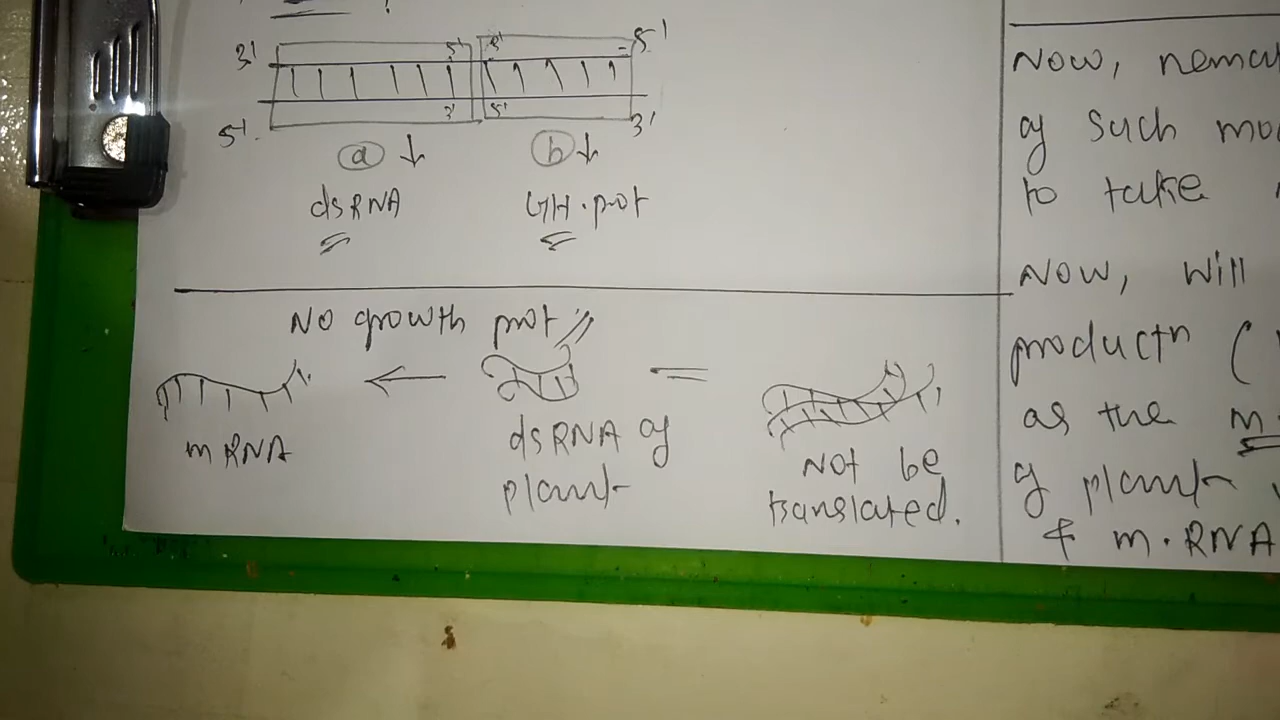 3' 5' 3' 5'
5' 3' 5' 3'
a b
dsRNA GH.prot
No growth prot
mRNA
dsRNA of
plant
Not be
translated.
Now,
of such
to take
Now, will
productn (
as the m
of plant
& m.RNA